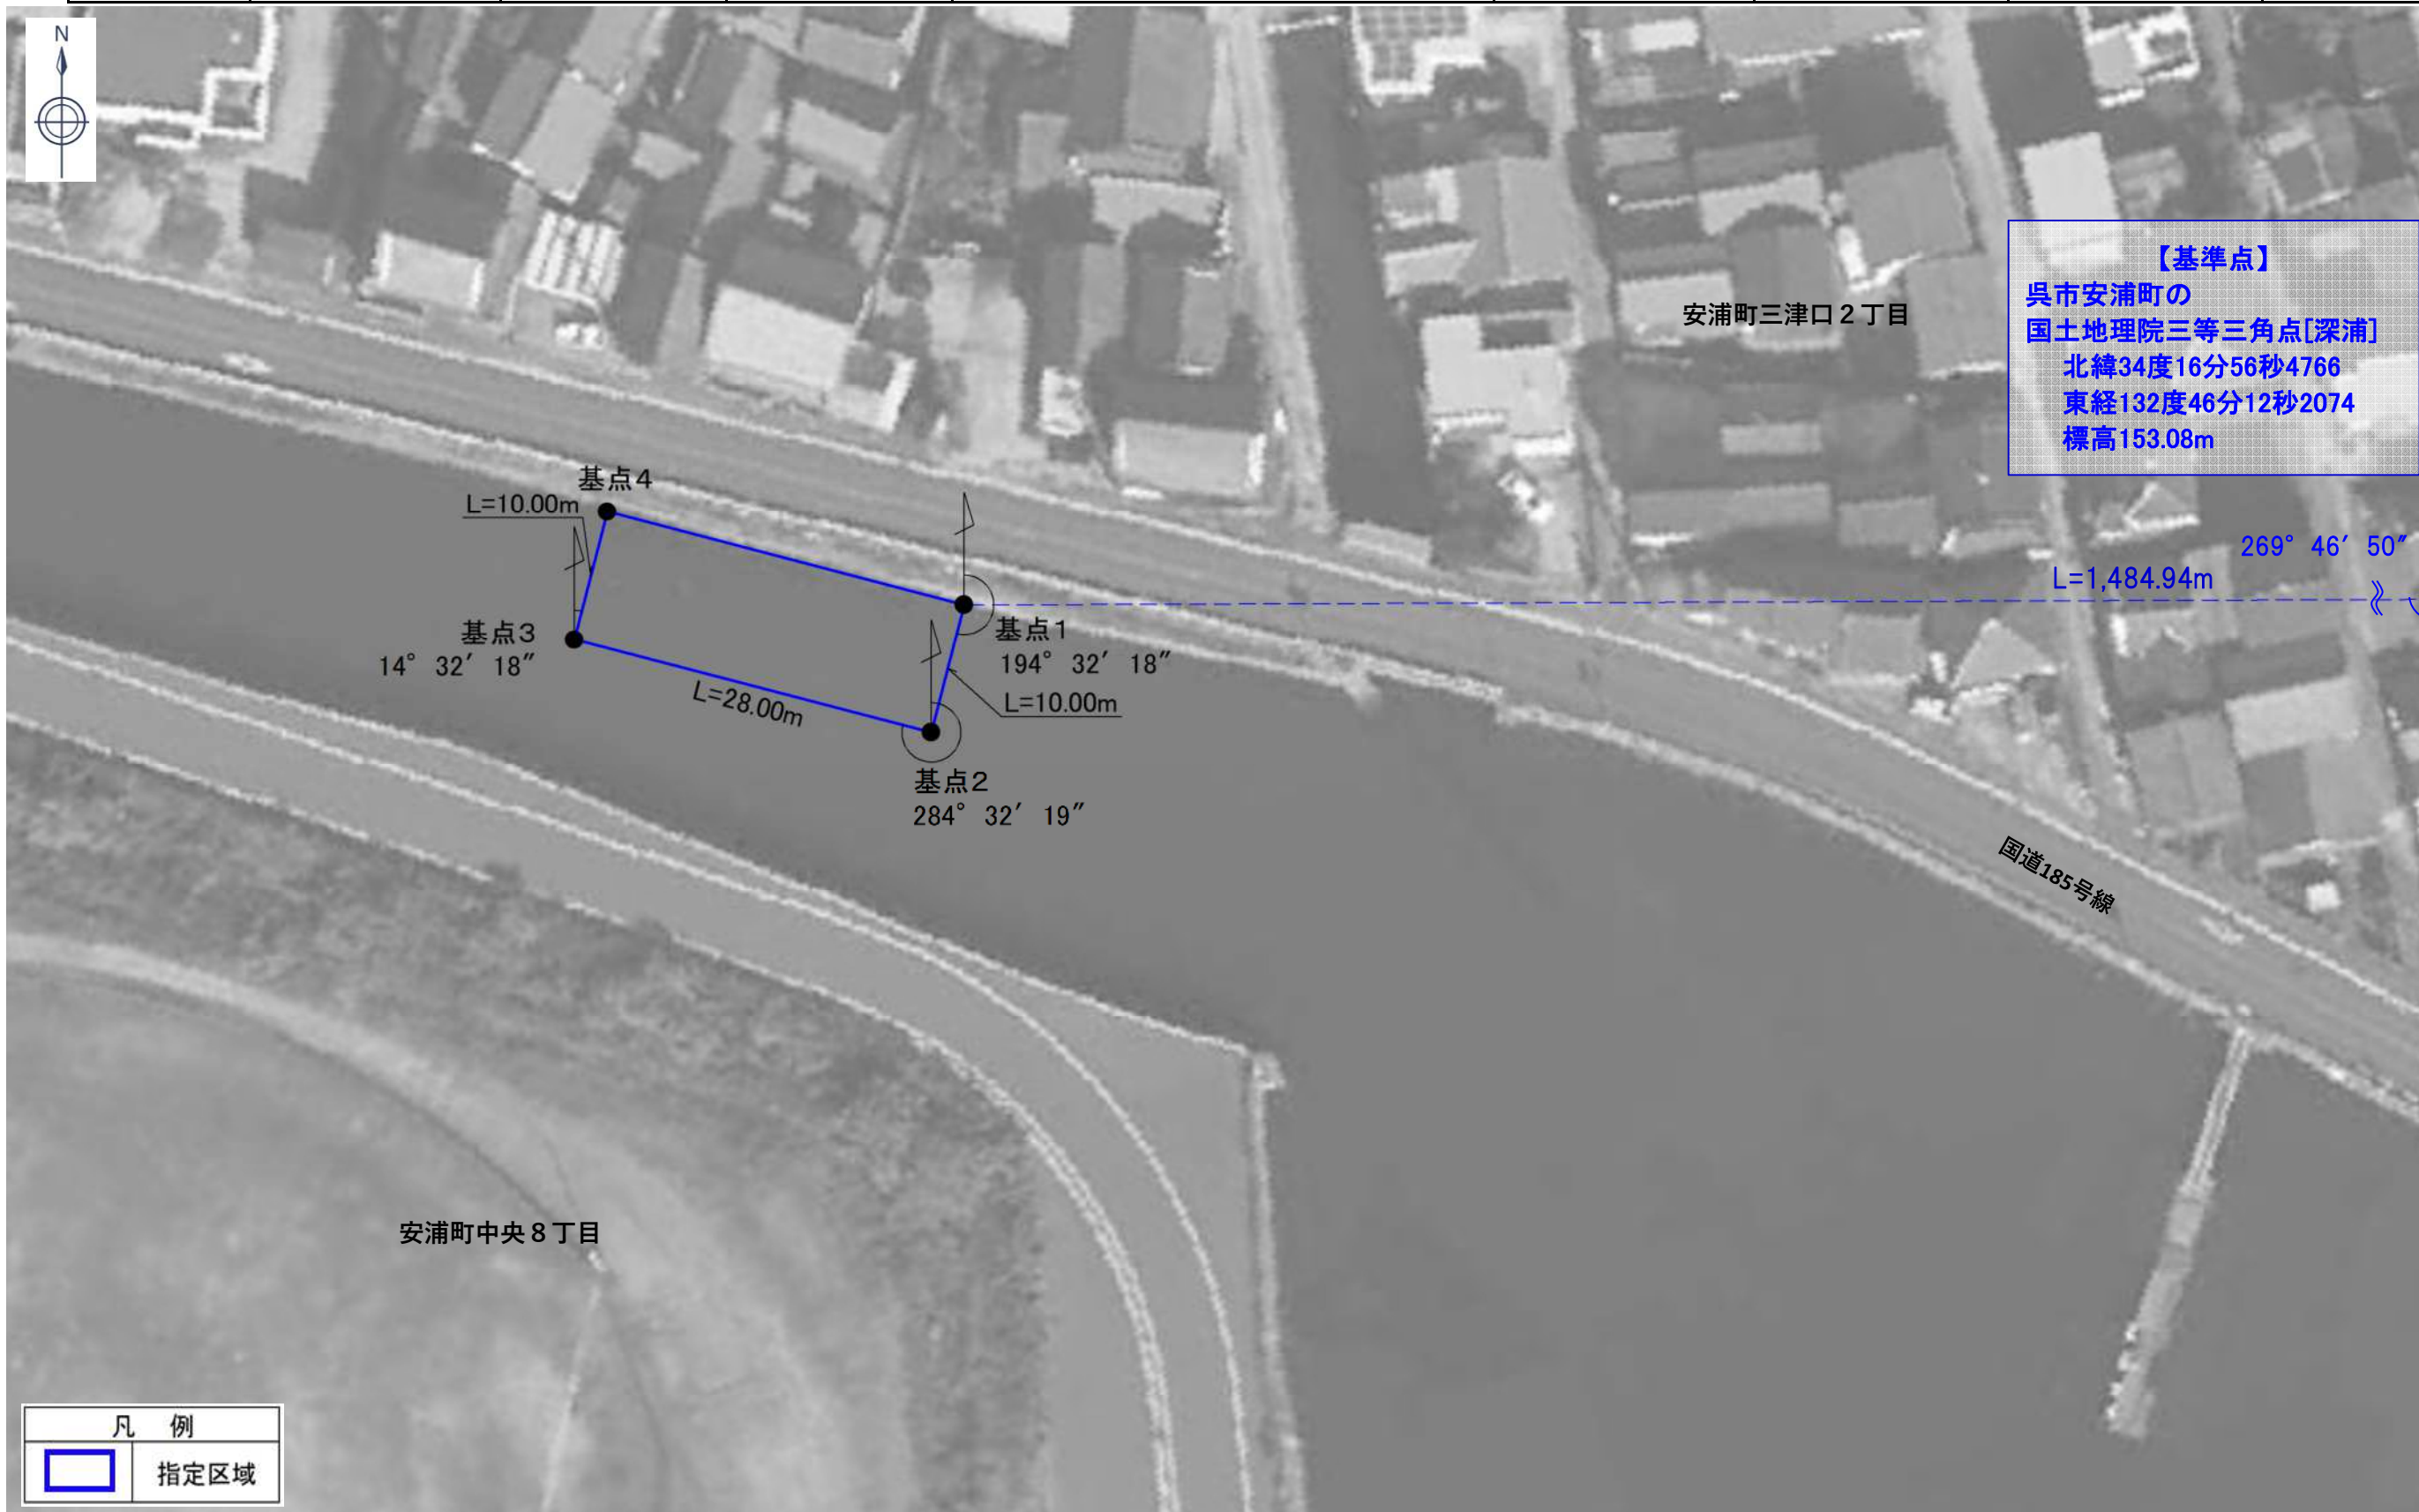 N
【基準点】
呉市安浦町の
国土地理院三等三角点[深浦]
北緯34度16分56秒4766
東経132度46分12秒2074
標高153.08m
安浦町三津口２丁目
基点4
L=10.00m
269° 46′ 50″
L=1,484.94m
基点3
14° 32′ 18″
基点1
194° 32′ 18″
L=10.00m
L=28.00m
基点2
284° 32′ 19″
国道185号線
安浦町中央８丁目
凡 例
指定区域